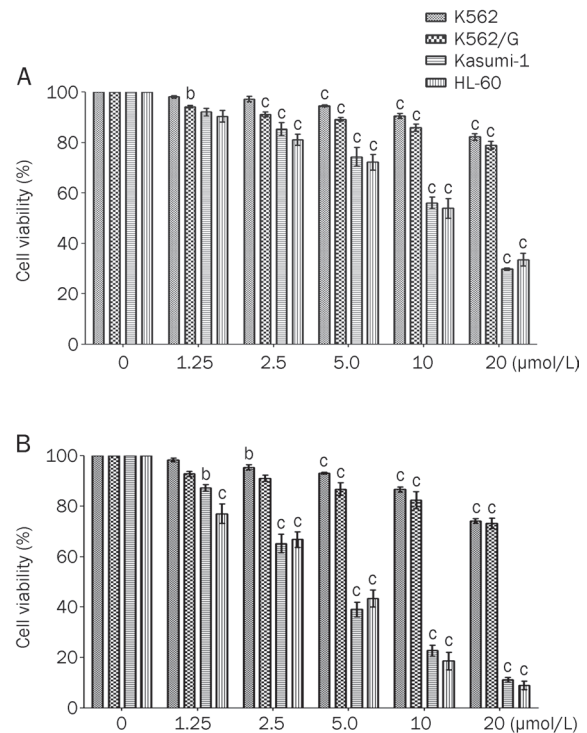 K562
K562/G
Kasumi-1
HL-60
A
Cell viability (%)
100
80
60
40
20
0
b
c c c
c c c c
c c c c
c c c c
0 1.25 2.5 5.0 10 20 (μmol/L)
B
Cell viability (%)
100
80
60
40
20
0
b c
b c c
c c c c
c c c c
c c c c
0 1.25 2.5 5.0 10 20 (μmol/L)